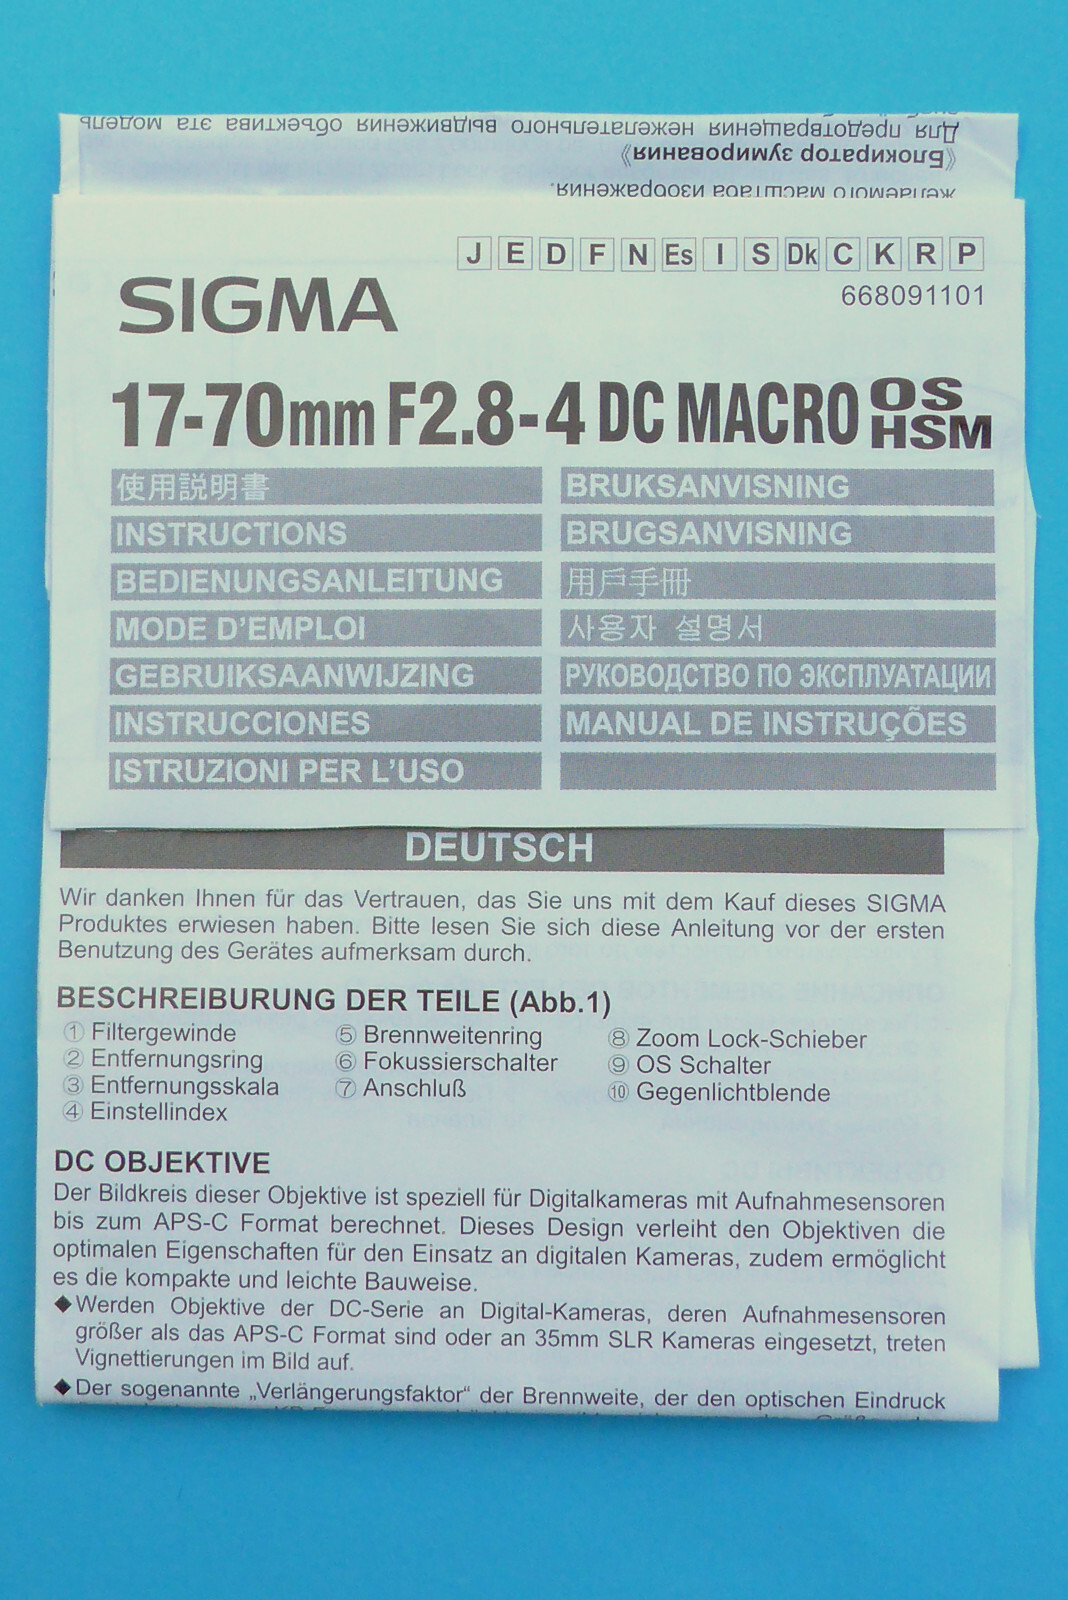 желаемого масштаба изображения.
《Блокиратор зумирования》
Для предотвращения нежелательного выдвижения объектива эта модель
J E D F N Es I S Dk C K R P
668091101
SIGMA
17-70mm F2.8-4 DC MACRO OS HSM
使用説明書
INSTRUCTIONS
BEDIENUNGSANLEITUNG
MODE D'EMPLOI
GEBRUIKSAANWIJZING
INSTRUCCIONES
ISTRUZIONI PER L'USO
BRUKSANVISNING
BRUGSANVISNING
用戶手冊
사용자 설명서
РУКОВОДСТВО ПО ЭКСПЛУАТАЦИИ
MANUAL DE INSTRUÇÕES
DEUTSCH
Wir danken Ihnen für das Vertrauen, das Sie uns mit dem Kauf dieses SIGMA
Produktes erwiesen haben. Bitte lesen Sie sich diese Anleitung vor der ersten
Benutzung des Gerätes aufmerksam durch.
BESCHREIBURUNG DER TEILE (Abb.1)
① Filtergewinde
② Entfernungsring
③ Entfernungsskala
④ Einstellindex
⑤ Brennweitenring
⑥ Fokussierschalter
⑦ Anschluß
⑧ Zoom Lock-Schieber
⑨ OS Schalter
⑩ Gegenlichtblende
DC OBJEKTIVE
Der Bildkreis dieser Objektive ist speziell für Digitalkameras mit Aufnahmesensoren
bis zum APS-C Format berechnet. Dieses Design verleiht den Objektiven die
optimalen Eigenschaften für den Einsatz an digitalen Kameras, zudem ermöglicht
es die kompakte und leichte Bauweise.
◆Werden Objektive der DC-Serie an Digital-Kameras, deren Aufnahmesensoren
größer als das APS-C Format sind oder an 35mm SLR Kameras eingesetzt, treten
Vignettierungen im Bild auf.
◆Der sogenannte „Verlängerungsfaktor“ der Brennweite, der den optischen Eindruck